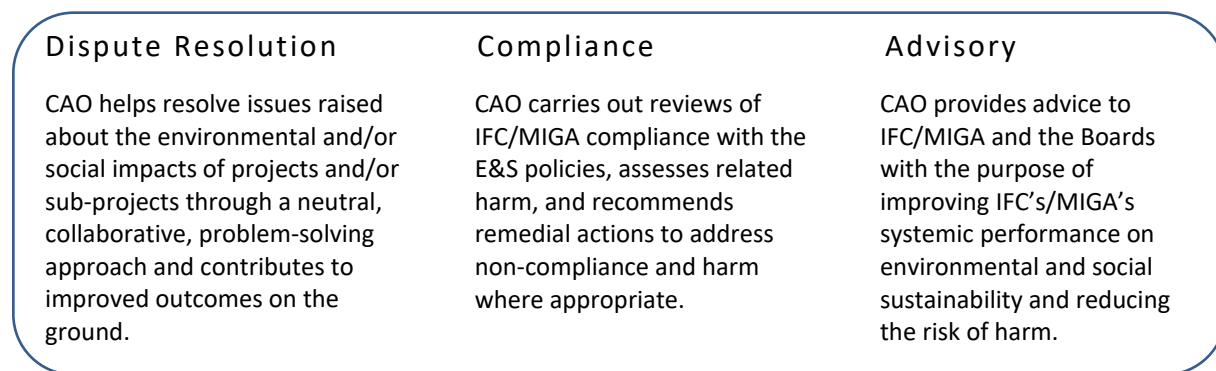 Dispute Resolution
CAO helps resolve issues raised
about the environmental and/or
social impacts of projects and/or
sub-projects through a neutral,
collaborative, problem-solving
approach and contributes to
improved outcomes on the
ground.
Compliance
CAO carries out reviews of
IFC/MIGA compliance with the
E&S policies, assesses related
harm, and recommends
remedial actions to address
non-compliance and harm
where appropriate.
Advisory
CAO provides advice to
IFC/MIGA and the Boards
with the purpose of
improving IFC’s/MIGA’s
systemic performance on
environmental and social
sustainability and reducing
the risk of harm.